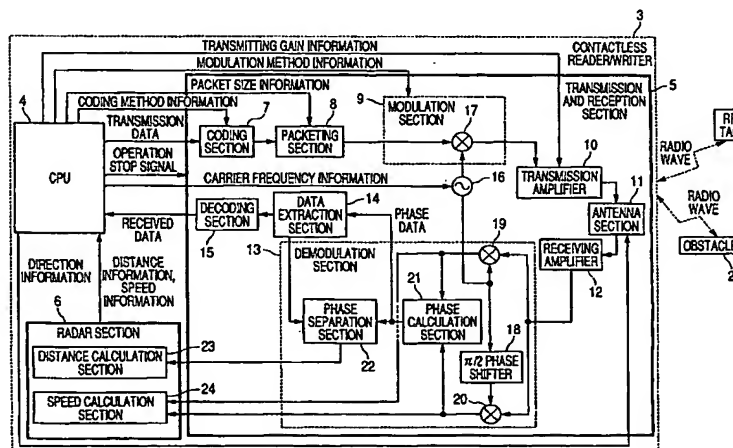 3
TRANSMITTING GAIN INFORMATION
CONTACTLESS
READER/WRITER
MODULATION METHOD INFORMATION
4
PACKET SIZE INFORMATION
5
CODING METHOD INFORMATION
7
8
9
MODULATION
SECTION
17
TRANSMISSION
AND RECEPTION
SECTION
TRANSMISSION
DATA
CODING
SECTION
PACKETING
SECTION
10
CPU
OPERATION
STOP SIGNAL
16
TRANSMISSION
AMPLIFIER
RADIO
WAVE
CARRIER FREQUENCY INFORMATION
11
14
DATA
EXTRACTION
SECTION
DECODING
SECTION
15
RECEIVED
DATA
PHASE
DATA
19
ANTENNA
SECTION
RADIO
WAVE
RECEIVING
AMPLIFIER
12
DIRECTION
INFORMATION
DISTANCE
INFORMATION,
SPEED
INFORMATION
13
DEMODULATION
SECTION
21
6
RADAR SECTION
PHASE
SEPARATION
SECTION
22
PHASE
CALCULATION
SECTION
18
π/2 PHASE
SHIFTER
DISTANCE CALCULATION
SECTION
23
24
SPEED CALCULATION
SECTION
20